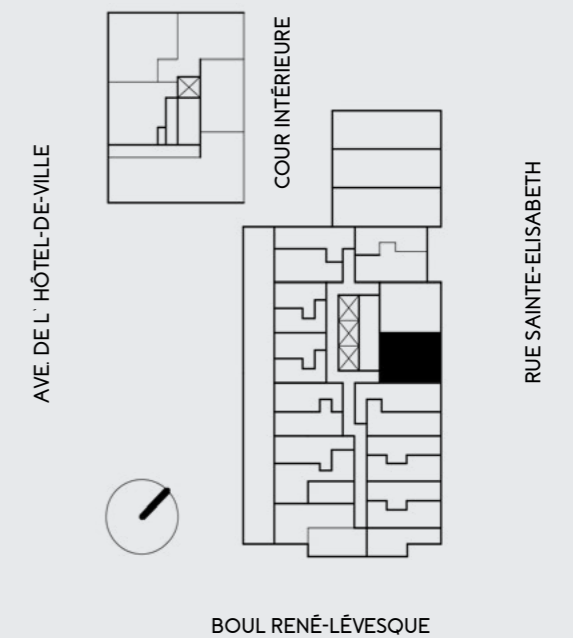 COUR INTÉRIEURE
AVE. DE L' HÔTEL-DE-VILLE
RUE SAINTE-ELISABETH
BOUL RENÉ-LÉVESQUE